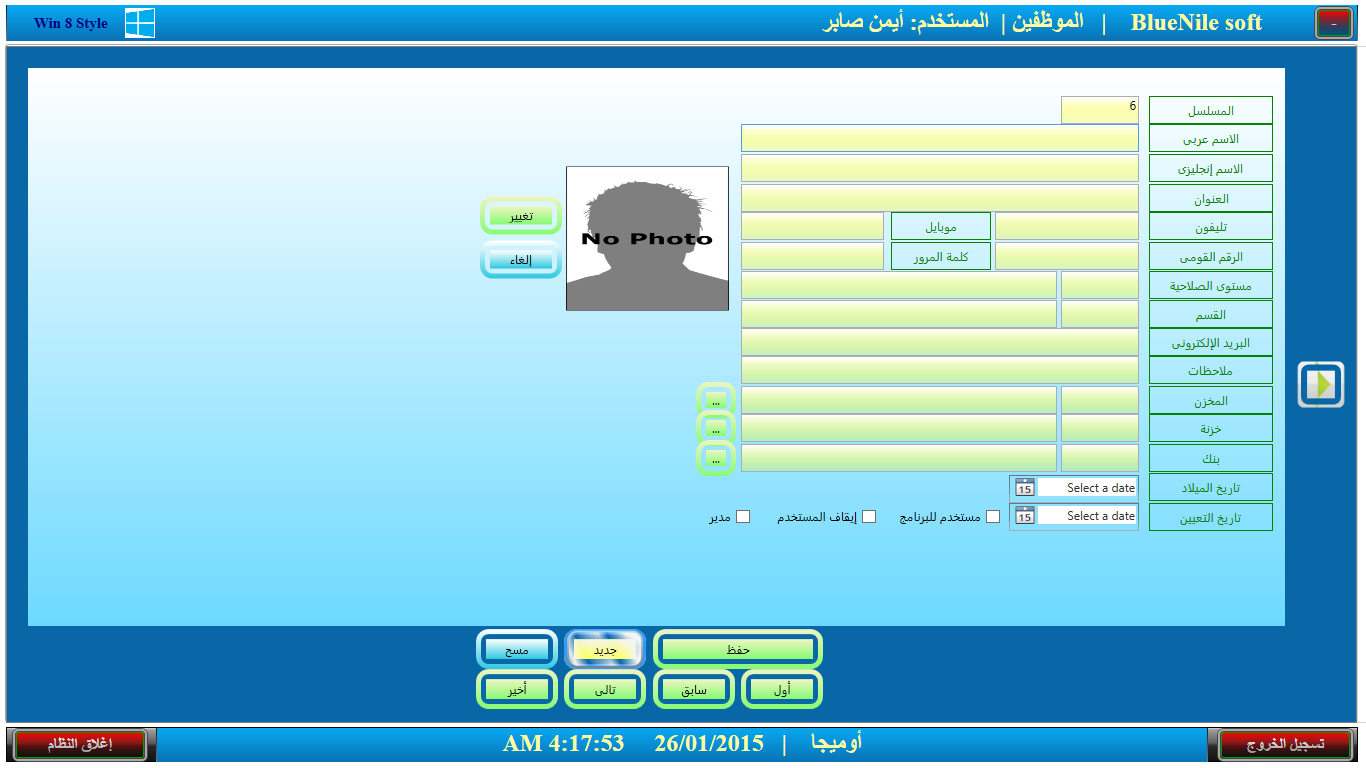 BlueNile soft | الموظفين | المستخدم: أيمن صابر
Win 8 Style
-
المسلسل 6
الاسم عربى
الاسم إنجليزى
العنوان
تليفون موبايل
الرقم القومى كلمة المرور
مستوى الصلاحية
القسم
البريد الإلكترونى
ملاحظات
المخزن ...
خزنة ...
بنك ...
تاريخ الميلاد Select a date 15
تاريخ التعيين Select a date 15 مستخدم للبرنامج إيقاف المستخدم مدير
No Photo
تغيير
إلغاء
حفظ جديد مسح
أول سابق تالى أخير
تسجيل الخروج
أوميجا | 26/01/2015 4:17:53 AM
إغلاق النظام